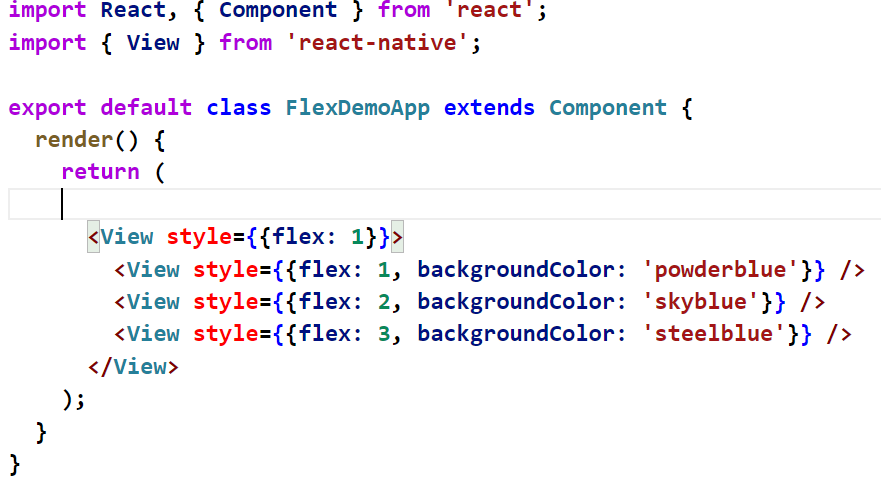 import React, { Component } from 'react';
import { View } from 'react-native';

export default class FlexDemoApp extends Component {
  render() {
    return (

      <View style={{flex: 1}}>
        <View style={{flex: 1, backgroundColor: 'powderblue'}} />
        <View style={{flex: 2, backgroundColor: 'skyblue'}} />
        <View style={{flex: 3, backgroundColor: 'steelblue'}} />
      </View>
    );
  }
}